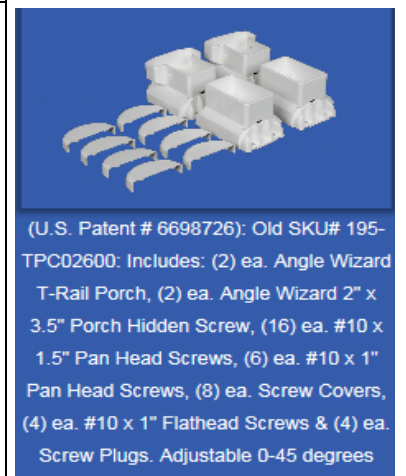 (U.S. Patent # 6698726): Old SKU# 195-
TPC02600: Includes: (2) ea. Angle Wizard
T-Rail Porch, (2) ea. Angle Wizard 2" x
3.5" Porch Hidden Screw, (16) ea. #10 x
1.5" Pan Head Screws, (6) ea. #10 x 1"
Pan Head Screws, (8) ea. Screw Covers,
(4) ea. #10 x 1" Flathead Screws & (4) ea.
Screw Plugs. Adjustable 0-45 degrees